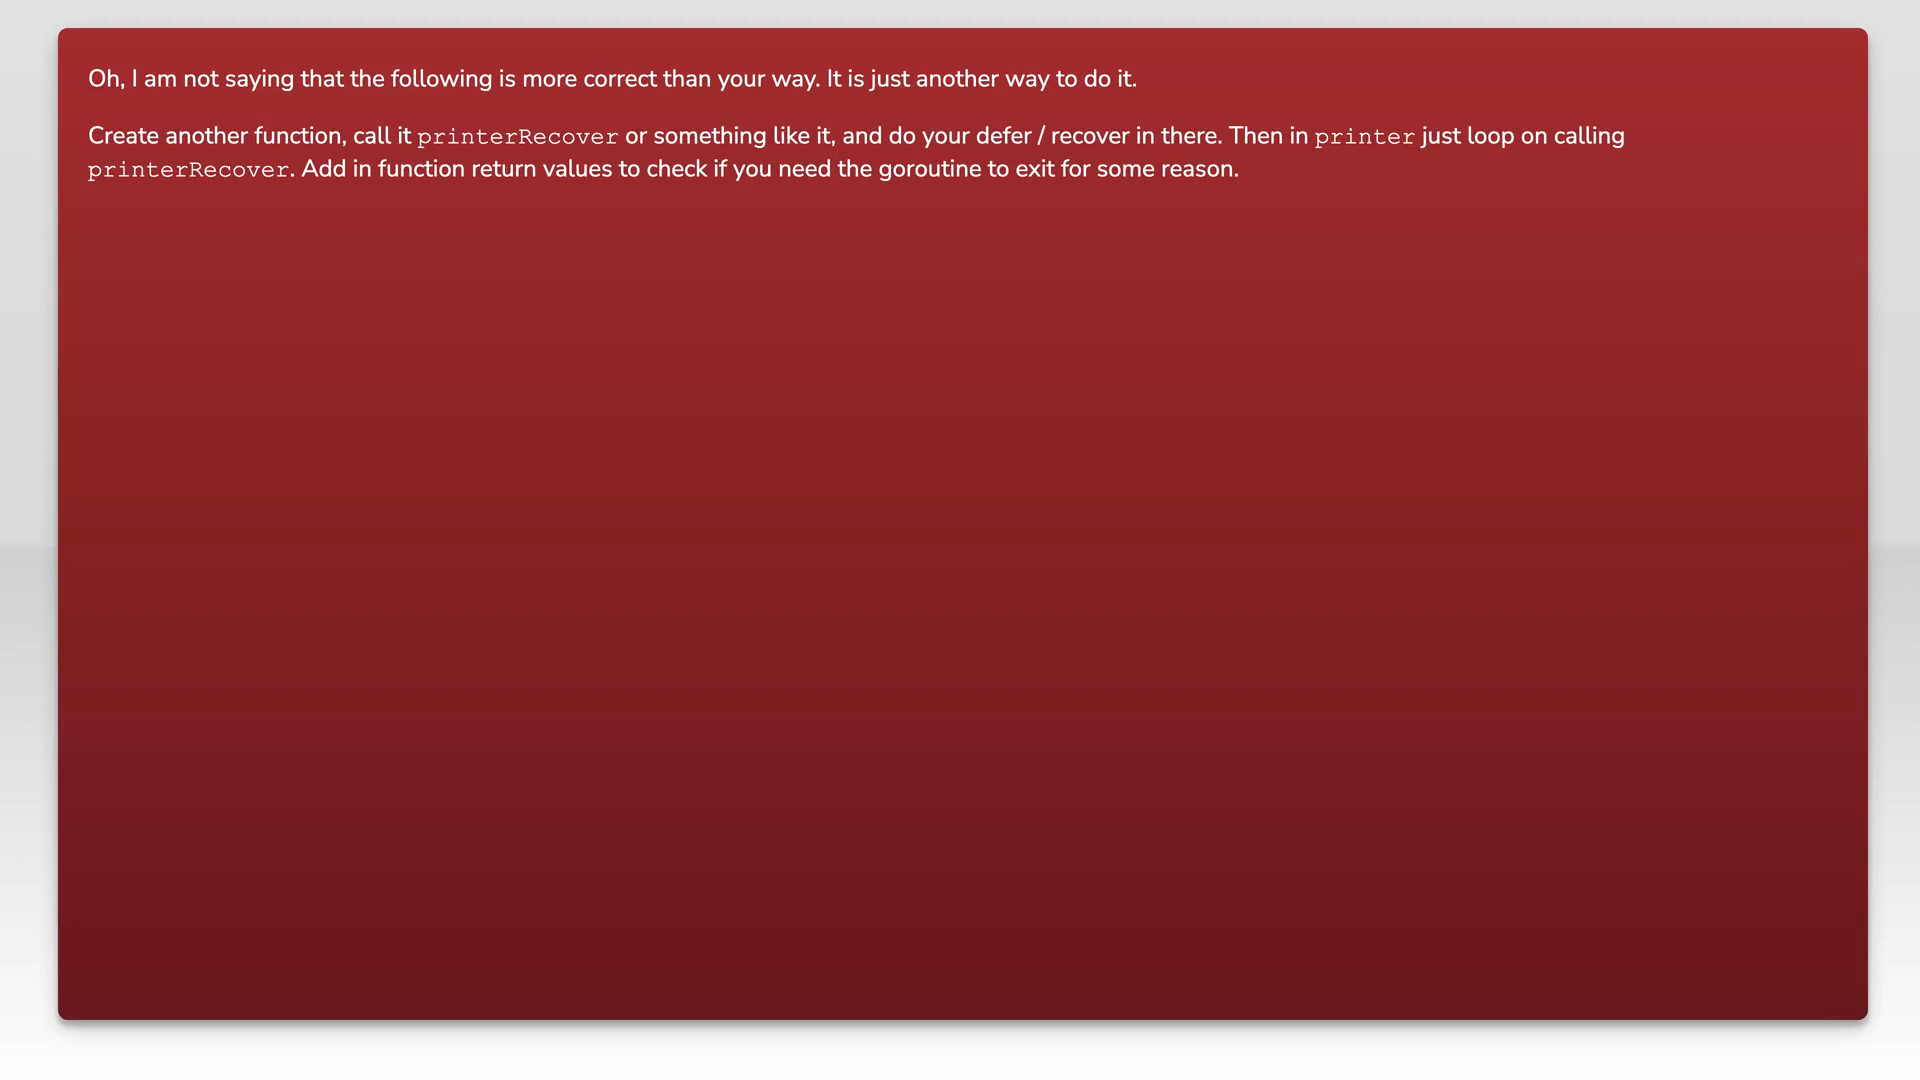 Oh, I am not saying that the following is more correct than your way. It is just another way to do it.
Create another function, call it printerRecover or something like it, and do your defer / recover in there. Then in printer just loop on calling
printerRecover. Add in function return values to check if you need the goroutine to exit for some reason.